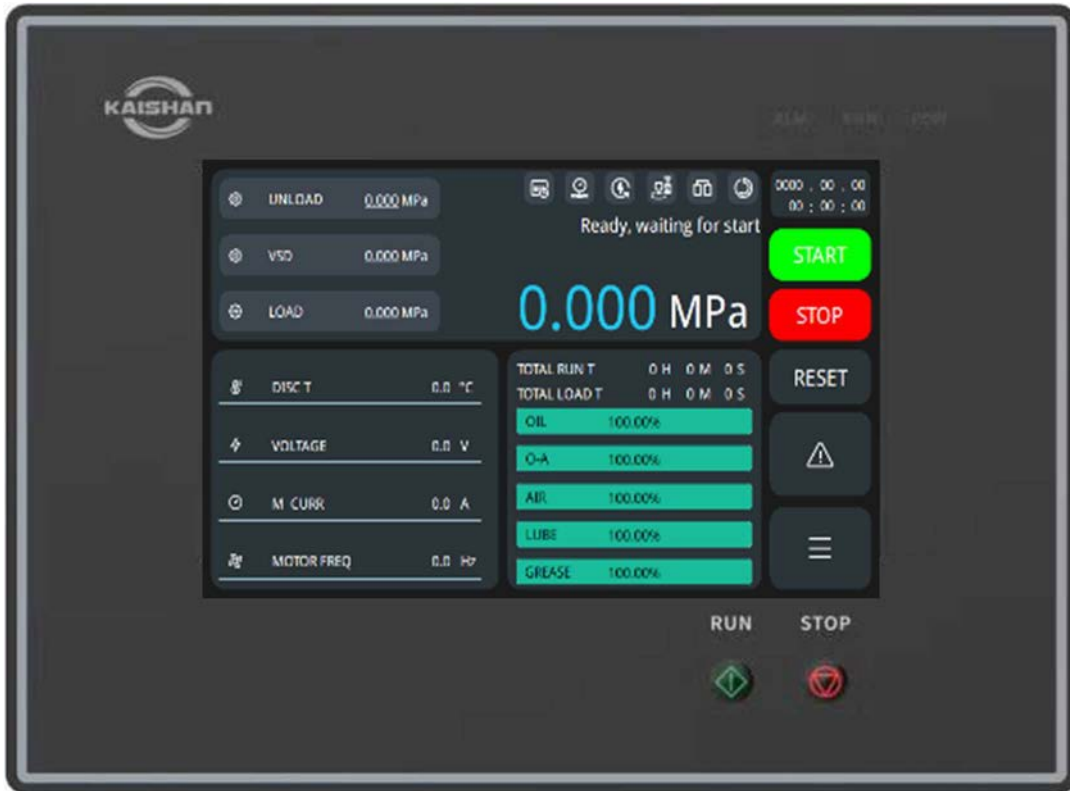 KAISHAN
UNLOAD 0.000 MPa
VSD 0.000 MPa
LOAD 0.000 MPa
Ready, waiting for start
0.000 MPa
0000 . 00 . 00
00 : 00 : 00
START
STOP
RESET
DISC T 0.0 °C
VOLTAGE 0.0 V
M CURR 0.0 A
MOTOR FREQ 0.0 Hz
TOTAL RUN T 0 H 0 M 0 S
TOTAL LOAD T 0 H 0 M 0 S
OIL 100.00%
O-A 100.00%
AIR 100.00%
LUBE 100.00%
GREASE 100.00%
RUN STOP